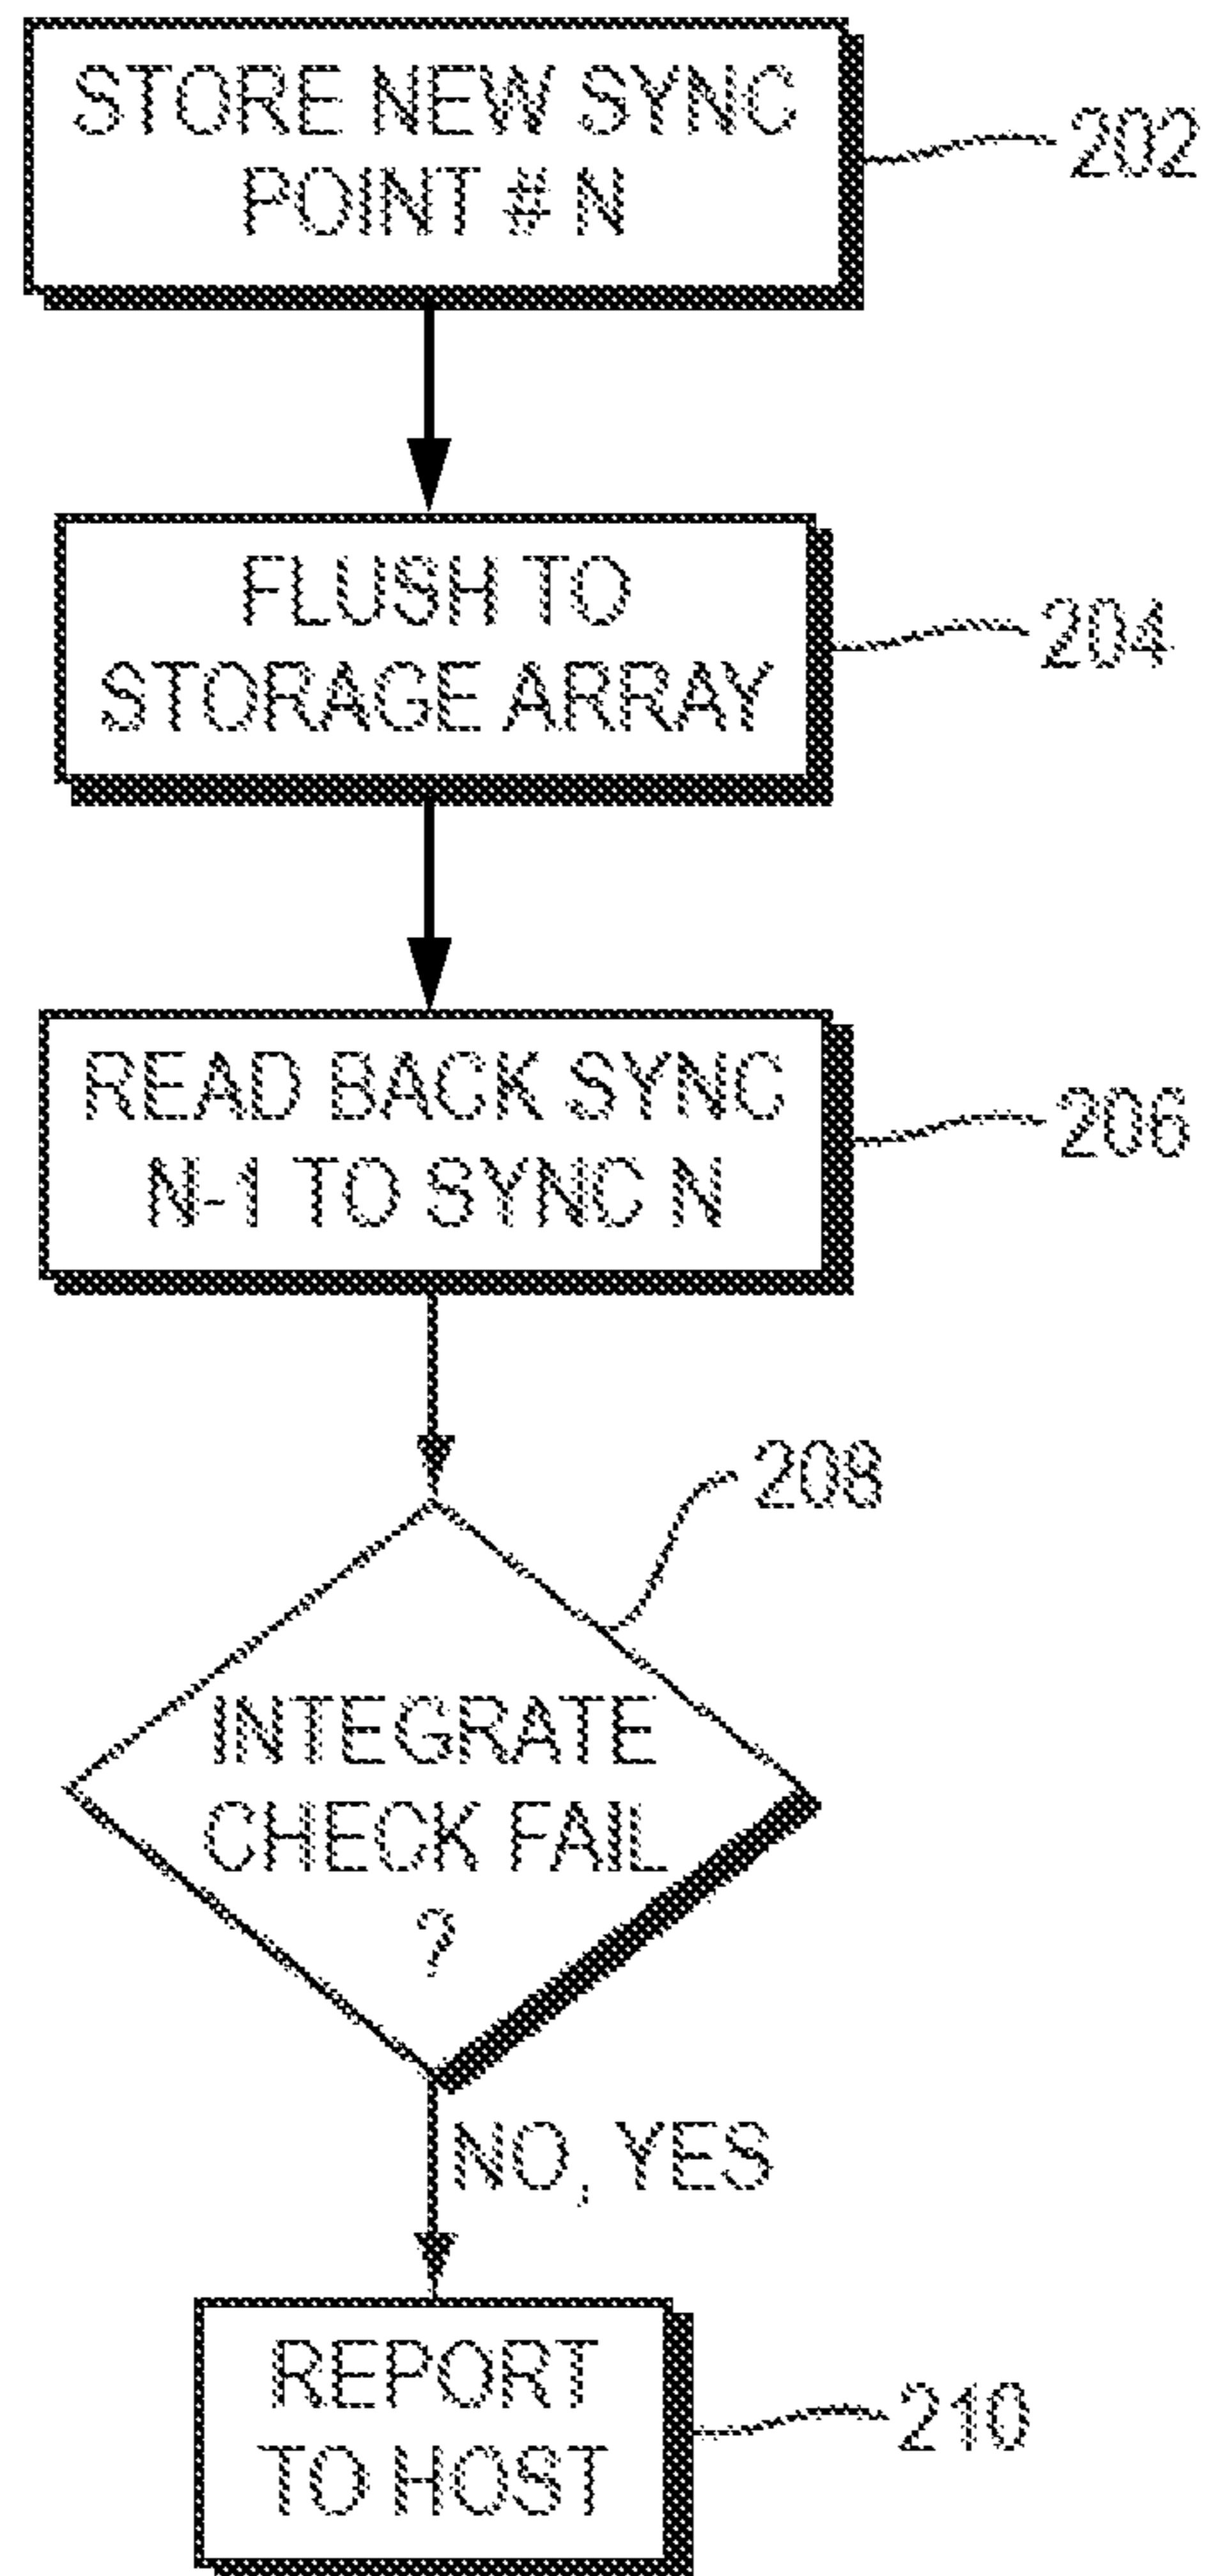 STORE NEW SYNC
POINT # N
202
FLUSH TO
STORAGE ARRAY
204
READ BACK SYNC
N-1 TO SYNC N
206
208
INTEGRATE
CHECK FAIL
?
NO, YES
REPORT
TO HOST
210